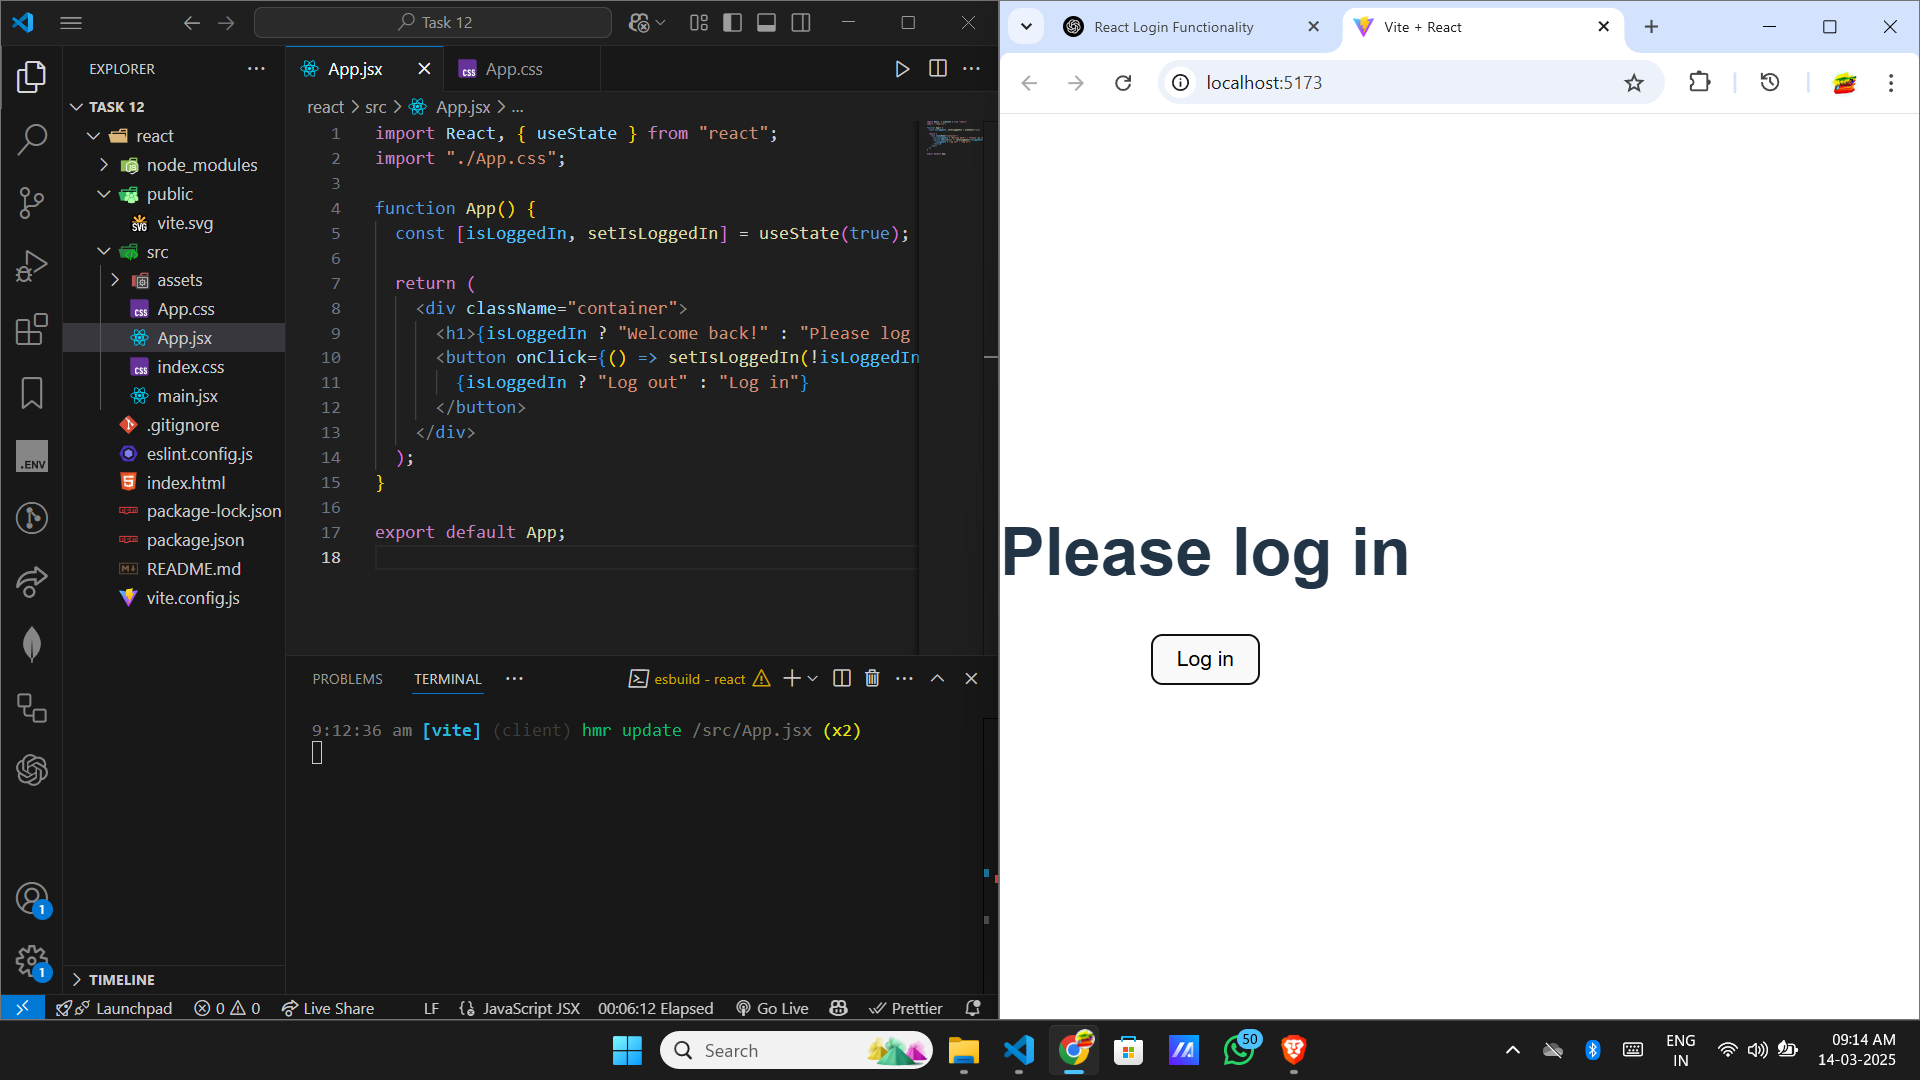 Task 12
EXPLORER
TASK 12
react
node_modules
public
vite.svg
src
assets
App.css
App.jsx
index.css
main.jsx
.gitignore
eslint.config.js
index.html
package-lock.json
package.json
README.md
vite.config.js
TIMELINE
.ENV
1
1
App.jsx
App.css
react > src > App.jsx > ...
1 import React, { useState } from "react";
2 import "./App.css";
3
4 function App() {
5 const [isLoggedIn, setIsLoggedIn] = useState(true);
6
7 return (
8 <div className="container">
9 <h1>{isLoggedIn ? "Welcome back!" : "Please log
10 <button onClick={() => setIsLoggedIn(!isLoggedIn
11 {isLoggedIn ? "Log out" : "Log in"}
12 </button>
13 </div>
14 );
15 }
16
17 export default App;
18
PROBLEMS
TERMINAL
esbuild - react
9:12:36 am [vite] (client) hmr update /src/App.jsx (x2)
Launchpad
0 0
Live Share
LF
JavaScript JSX
00:06:12 Elapsed
Go Live
Prettier
React Login Functionality
Vite + React
localhost:5173
Please log in
Log in
Search
50
ENG
IN
09:14 AM
14-03-2025